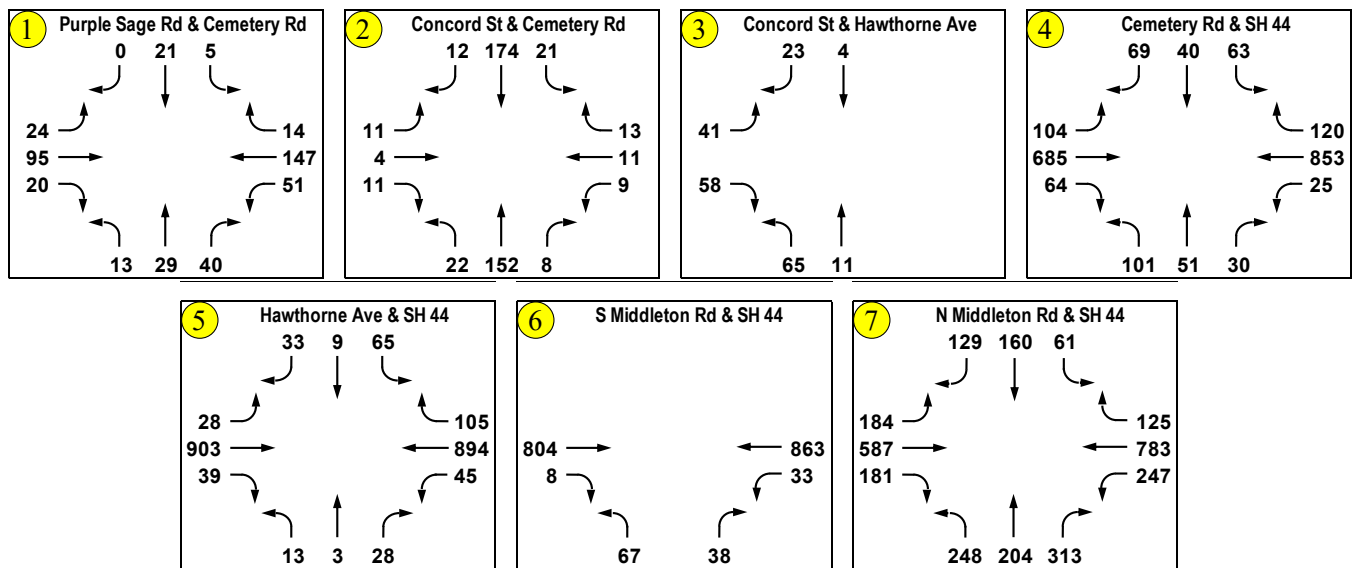 1 Purple Sage Rd & Cemetery Rd
0 21 5
24 14
95 147
20 51
13 29 40
2 Concord St & Cemetery Rd
12 174 21
11 13
4 11
11 9
22 152 8
3 Concord St & Hawthorne Ave
23 4
41
58
65 11
4 Cemetery Rd & SH 44
69 40 63
104 120
685 853
64 25
101 51 30
5 Hawthorne Ave & SH 44
33 9 65
28 105
903 894
39 45
13 3 28
6 S Middleton Rd & SH 44
804 863
8 33
67 38
7 N Middleton Rd & SH 44
129 160 61
184 125
587 783
181 247
248 204 313